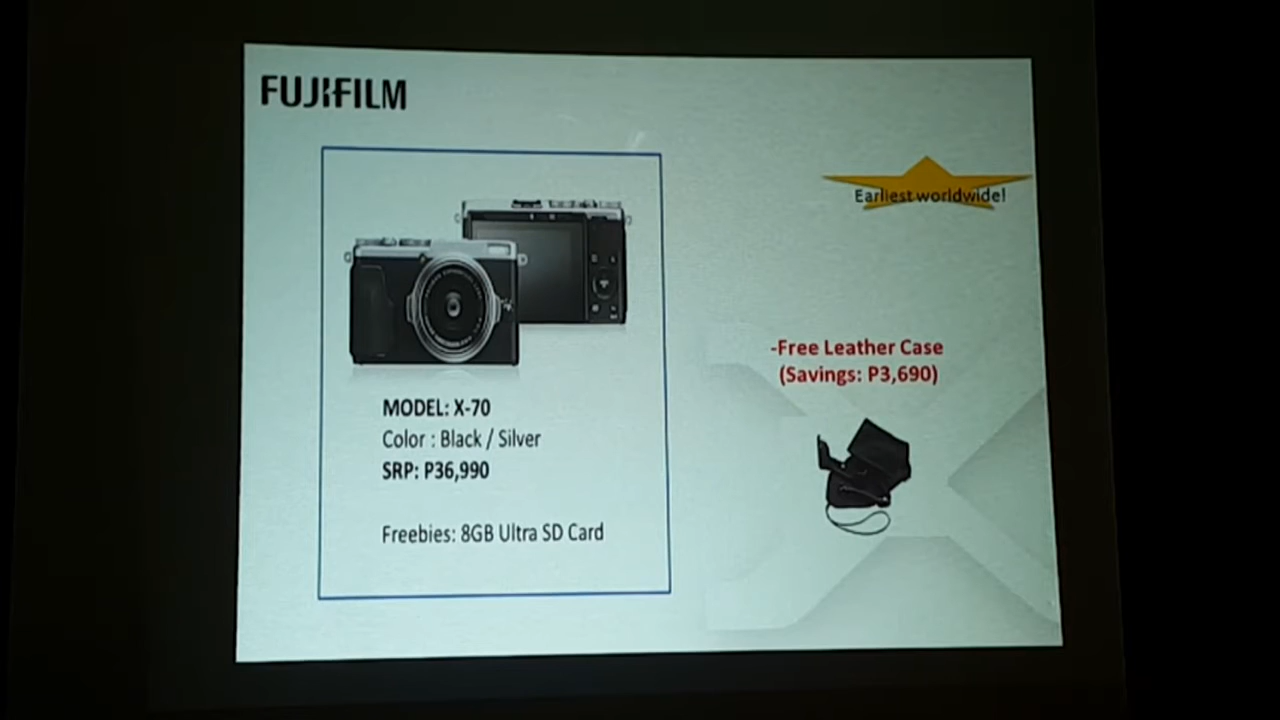 FUJIFILM
Earliest worldwide!
MODEL: X-70
Color : Black / Silver
SRP: P36,990
Freebies: 8GB Ultra SD Card
-Free Leather Case
(Savings: P3,690)